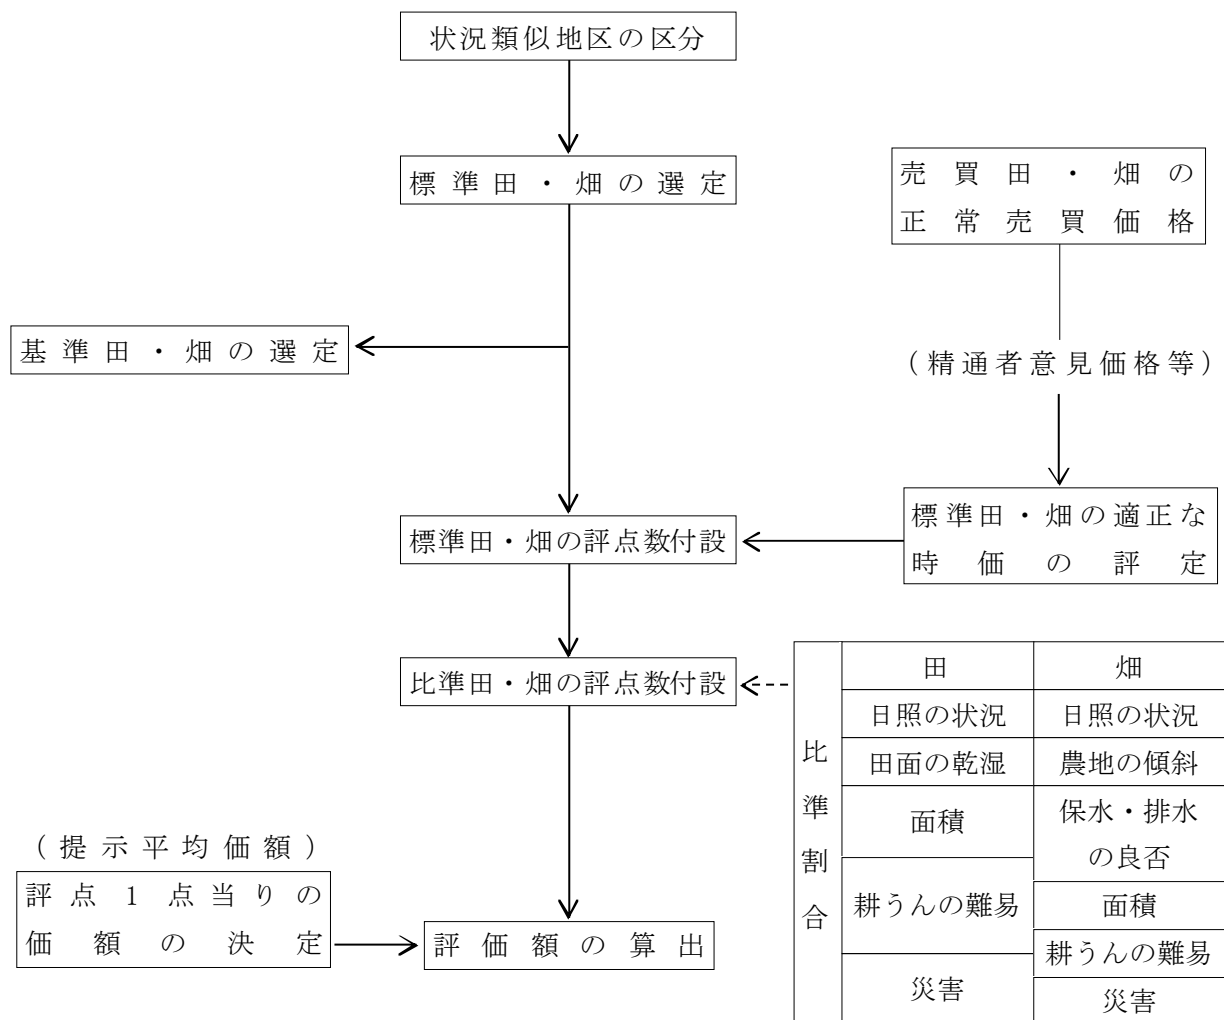 状況類似地区の区分
標準田・畑の選定
売買田・畑の
正常売買価格
基準田・畑の選定
(精通者意見価格等)
標準田・畑の評点数付設
標準田・畑の適正な
時価の評定
比準田・畑の評点数付設
比準割合
田
畑
日照の状況
日照の状況
田面の乾湿
農地の傾斜
面積
保水・排水
の良否
耕うんの難易
面積
耕うんの難易
災害
災害
(提示平均価額)
評点1点当りの
価額の決定
評価額の算出